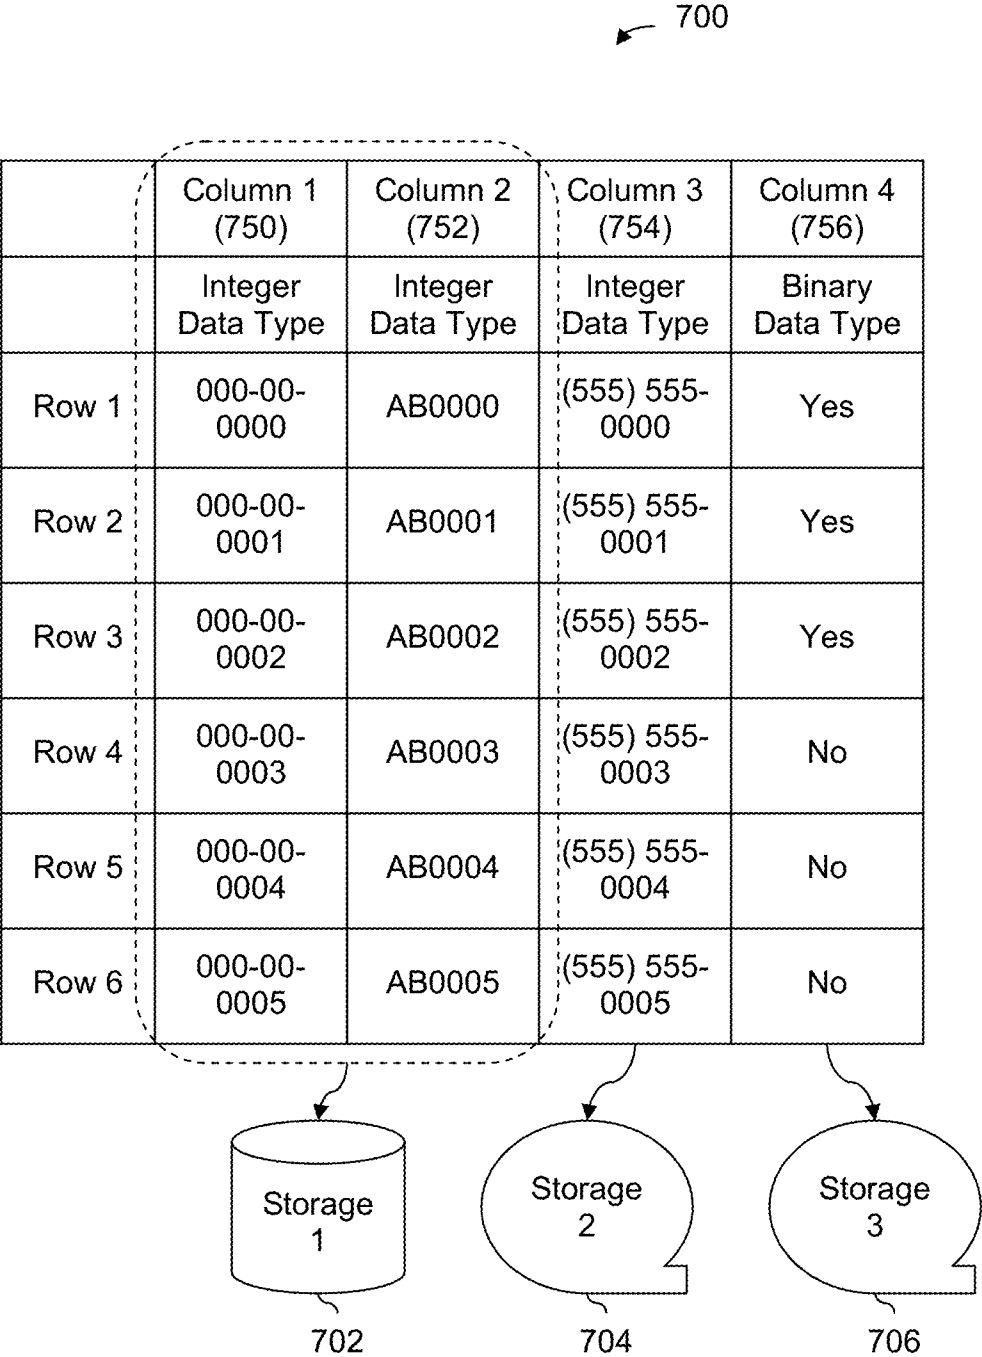 700
Column 1 Column 2 Column 3 Column 4
(750) (752) (754) (756)
Integer Integer Integer Binary
Data Type Data Type Data Type Data Type
Row 1 000-00-0000 AB0000 (555) 555-0000 Yes
Row 2 000-00-0001 AB0001 (555) 555-0001 Yes
Row 3 000-00-0002 AB0002 (555) 555-0002 Yes
Row 4 000-00-0003 AB0003 (555) 555-0003 No
Row 5 000-00-0004 AB0004 (555) 555-0004 No
Row 6 000-00-0005 AB0005 (555) 555-0005 No
Storage Storage Storage
1 2 3
702 704 706